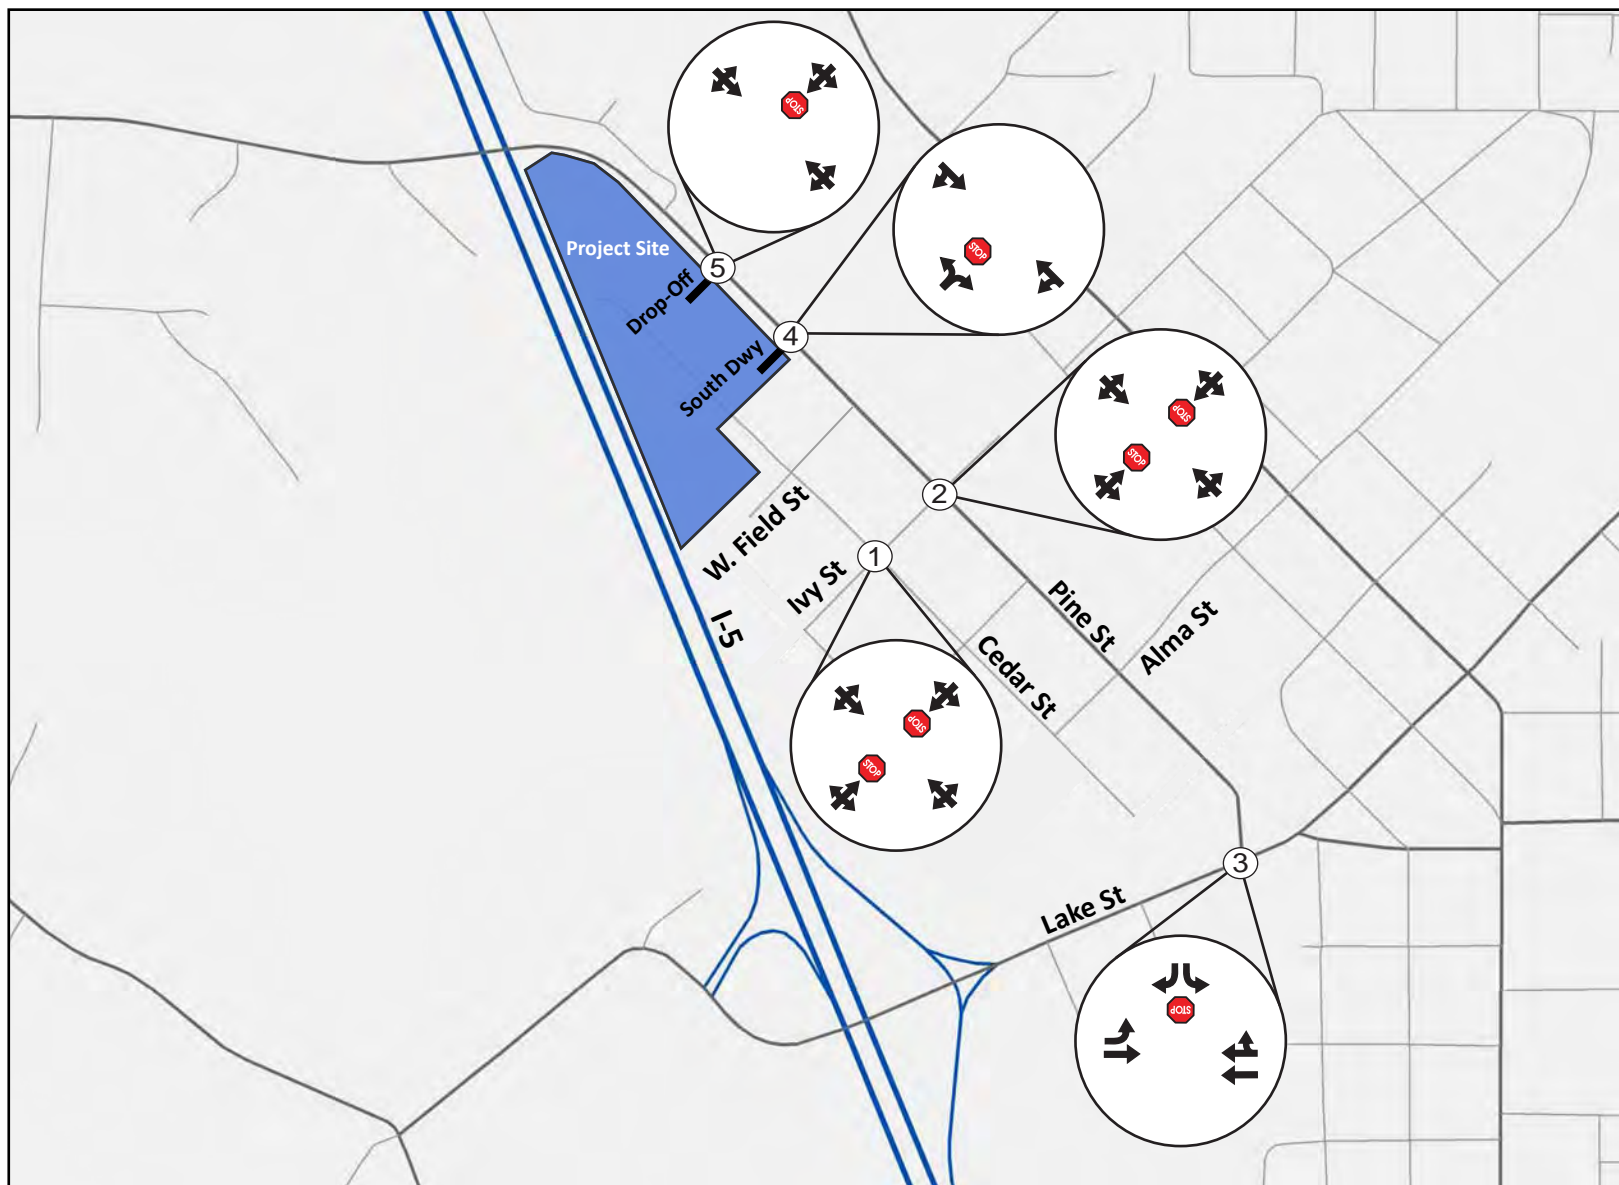 STOP
5
Project Site
Drop-Off
STOP
4
South Dwy
STOP
STOP
2
W. Field St
1
Ivy St
I-5
Pine St
Alma St
Cedar St
STOP
STOP
3
Lake St
STOP